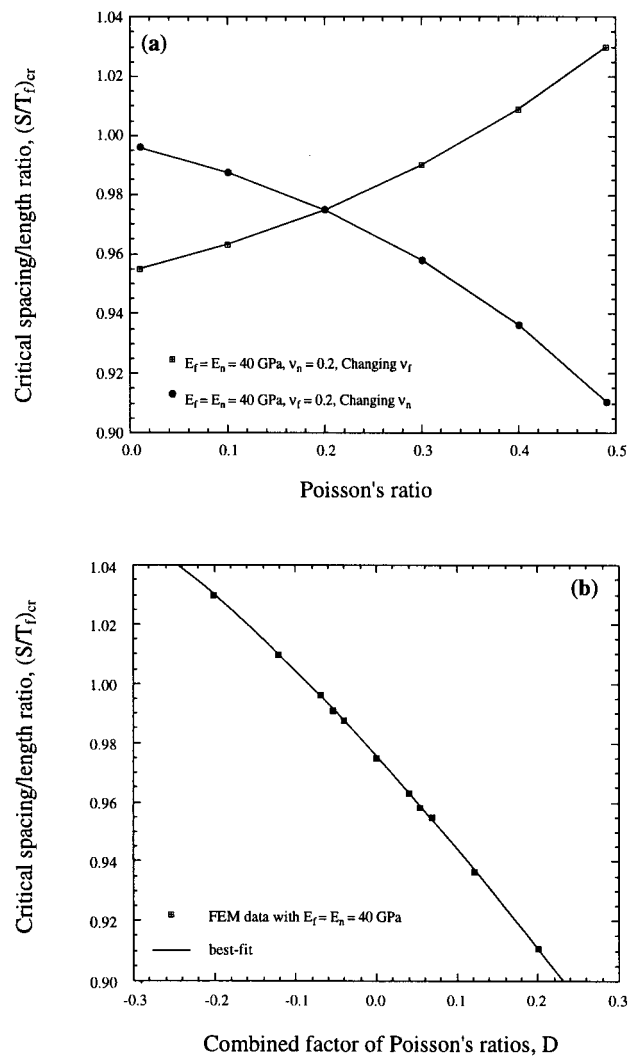 (a)
Critical spacing/length ratio, (S/T_f)_cr
1.04
1.02
1.00
0.98
0.96
0.94
0.92
0.90
E_f = E_n = 40 GPa, ν_n = 0.2, Changing ν_f
E_f = E_n = 40 GPa, ν_f = 0.2, Changing ν_n
0.0 0.1 0.2 0.3 0.4 0.5
Poisson's ratio
(b)
Critical spacing/length ratio, (S/T_f)_cr
1.04
1.02
1.00
0.98
0.96
0.94
0.92
0.90
FEM data with E_f = E_n = 40 GPa
best-fit
-0.3 -0.2 -0.1 0.0 0.1 0.2 0.3
Combined factor of Poisson's ratios, D